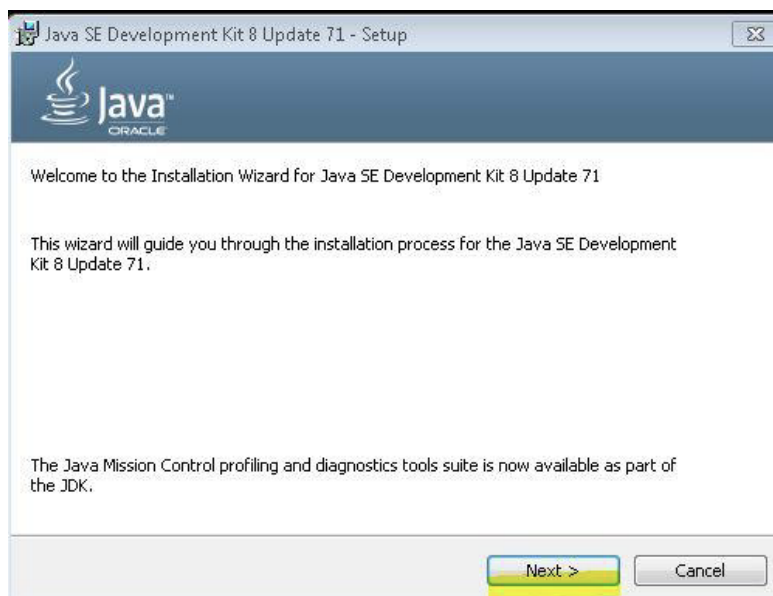 Java SE Development Kit 8 Update 71 - Setup
Java™
ORACLE
Welcome to the Installation Wizard for Java SE Development Kit 8 Update 71
This wizard will guide you through the installation process for the Java SE Development
Kit 8 Update 71.
The Java Mission Control profiling and diagnostics tools suite is now available as part of
the JDK.
Next > Cancel